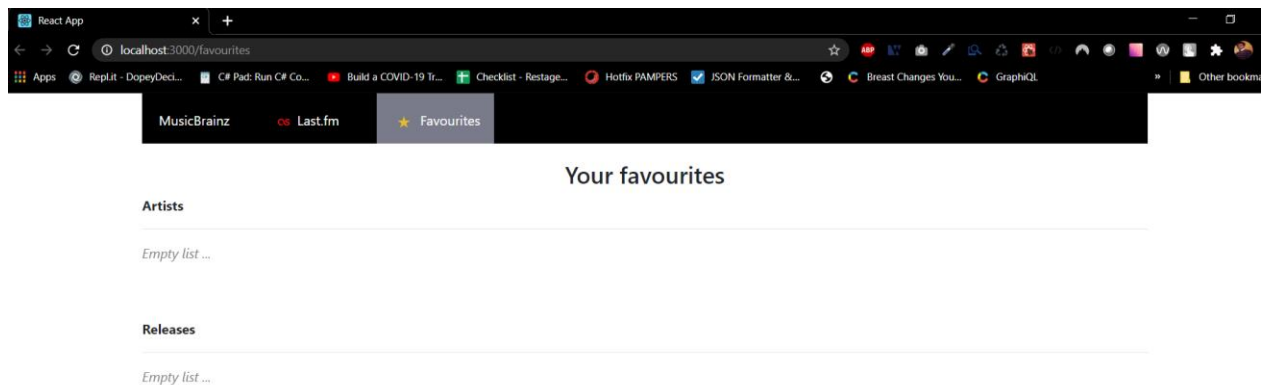 React App
localhost:3000/favourites
ABP
Apps Repl.it - DopeyDeci... C# Pad: Run C# Co... Build a COVID-19 Tr... Checklist - Restage... Hotfix PAMPERS JSON Formatter &... Breast Changes You... GraphiQL » Other bookma
MusicBrainz Last.fm Favourites
Your favourites
Artists
Empty list ...
Releases
Empty list ...